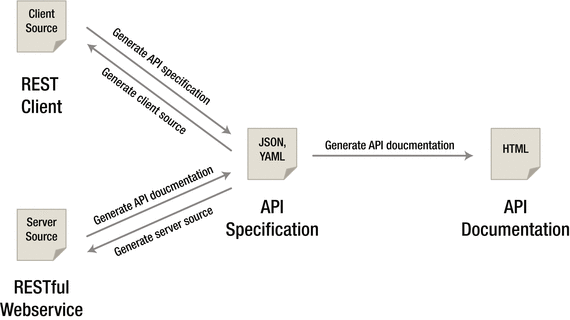 Client
Source
REST
Client
Generate API specification
Generate client source
JSON,
YAML
API
Specification
Generate API doucmentation
HTML
API
Documentation
Server
Source
RESTful
Webservice
Generate API doucmentation
Generate server source